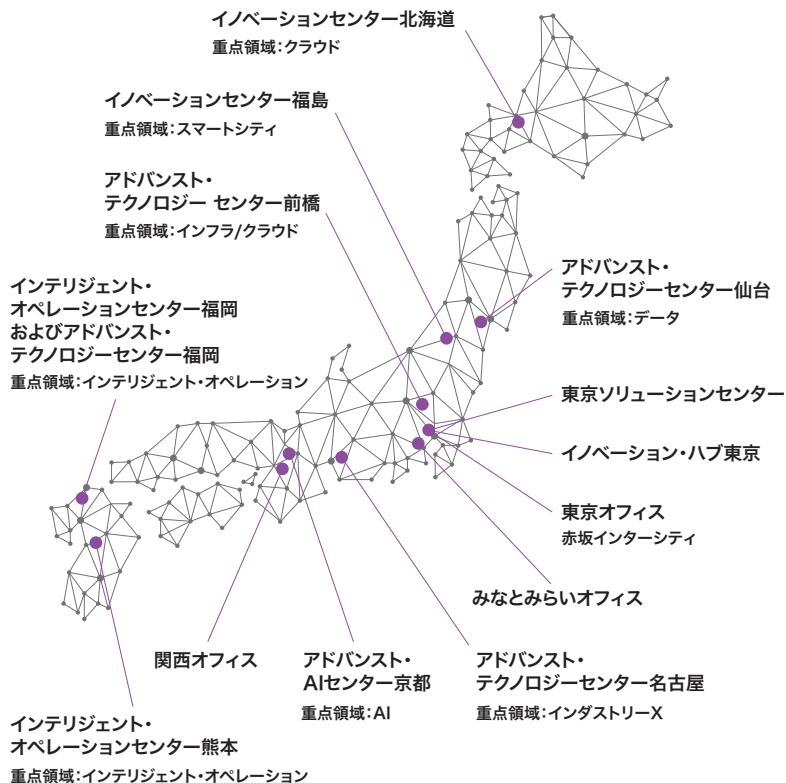 イノベーションセンター北海道
重点領域：クラウド
イノベーションセンター福島
重点領域：スマートシティ
アドバンスト・
テクノロジー センター前橋
重点領域：インフラ/クラウド
インテリジェント・
オペレーションセンター福岡
およびアドバンスト・
テクノロジーセンター福岡
重点領域：インテリジェント・オペレーション
アドバンスト・
テクノロジーセンター仙台
重点領域：データ
東京ソリューションセンター
イノベーション・ハブ東京
東京オフィス
赤坂インターシティ
みなとみらいオフィス
関西オフィス
アドバンスト・
AIセンター京都
重点領域：AI
アドバンスト・
テクノロジーセンター名古屋
重点領域：インダストリーX
インテリジェント・
オペレーションセンター熊本
重点領域：インテリジェント・オペレーション